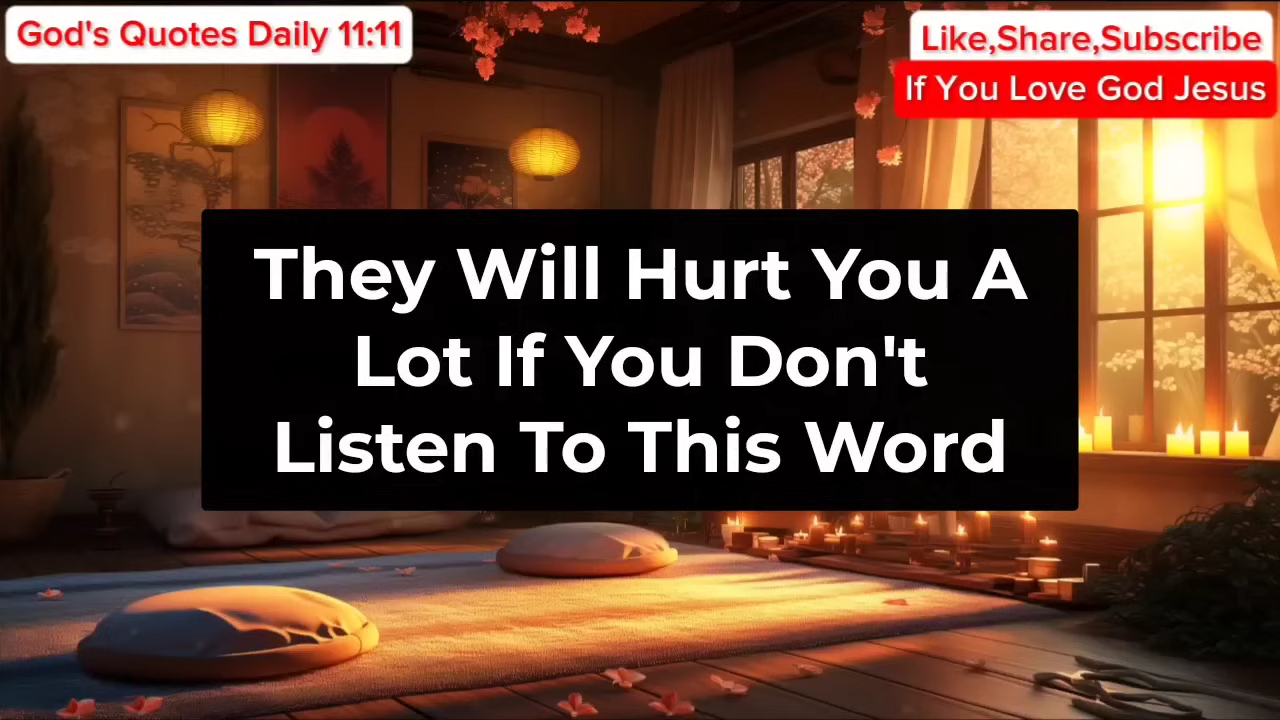 God's Quotes Daily 11:11
Like,Share,Subscribe
If You Love God Jesus
They Will Hurt You A
Lot If You Don't
Listen To This Word